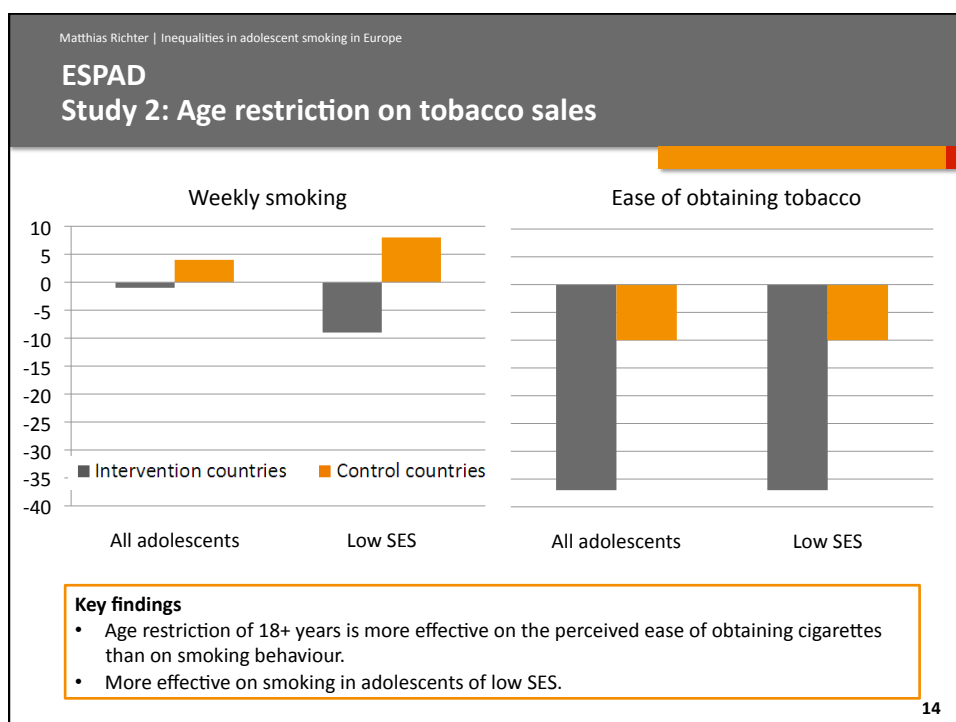 Matthias Richter | Inequalities in adolescent smoking in Europe
ESPAD
Study 2: Age restriction on tobacco sales
Weekly smoking
Ease of obtaining tobacco
10
5
0
-5
-10
-15
-20
-25
-30
-35
-40
Intervention countries
Control countries
All adolescents
Low SES
All adolescents
Low SES
Key findings
• Age restriction of 18+ years is more effective on the perceived ease of obtaining cigarettes
than on smoking behaviour.
• More effective on smoking in adolescents of low SES.
14